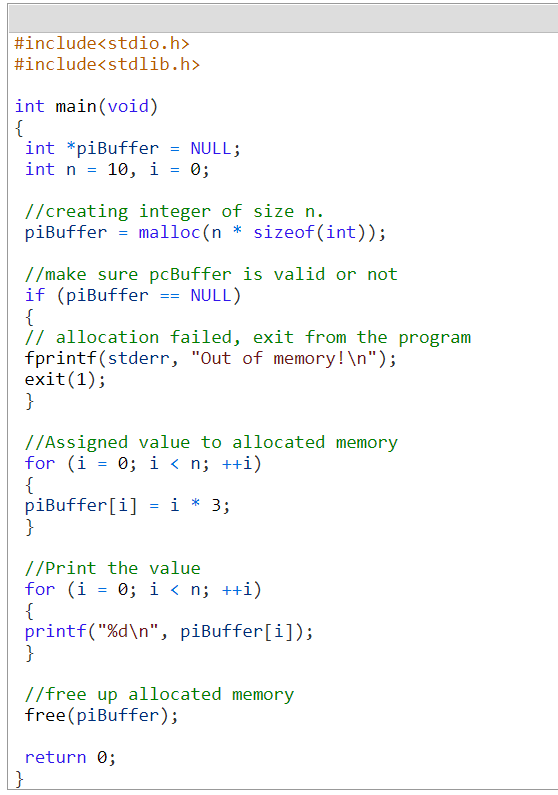 #include<stdio.h>
#include<stdlib.h>
int main(void)
{
int *piBuffer = NULL;
int n = 10, i = 0;
//creating integer of size n.
piBuffer = malloc(n * sizeof(int));
//make sure pcBuffer is valid or not
if (piBuffer == NULL)
{
// allocation failed, exit from the program
fprintf(stderr, "Out of memory!\n");
exit(1);
}
//Assigned value to allocated memory
for (i = 0; i < n; ++i)
{
piBuffer[i] = i * 3;
}
//Print the value
for (i = 0; i < n; ++i)
{
printf("%d\n", piBuffer[i]);
}
//free up allocated memory
free(piBuffer);
return 0;
}